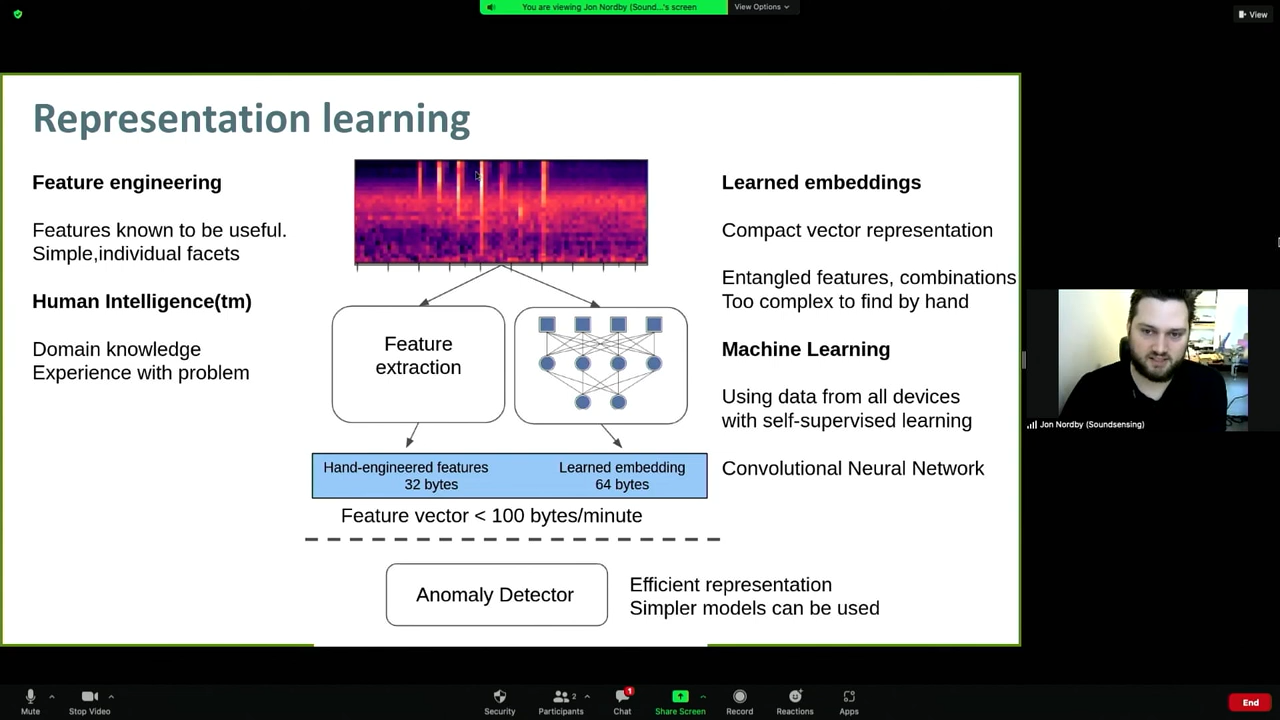 You are viewing Jon Nordby (Sound...'s screen
View Options
View
Representation learning
Feature engineering
Features known to be useful.
Simple,individual facets
Human Intelligence(tm)
Domain knowledge
Experience with problem
Feature
extraction
Hand-engineered features
32 bytes
Learned embedding
64 bytes
Feature vector < 100 bytes/minute
Anomaly Detector
Efficient representation
Simpler models can be used
Learned embeddings
Compact vector representation
Entangled features, combinations
Too complex to find by hand
Machine Learning
Using data from all devices
with self-supervised learning
Convolutional Neural Network
Jon Nordby (Soundsensing)
Mute
Stop Video
Security
2
Participants
1
Chat
Share Screen
Record
Reactions
Apps
End